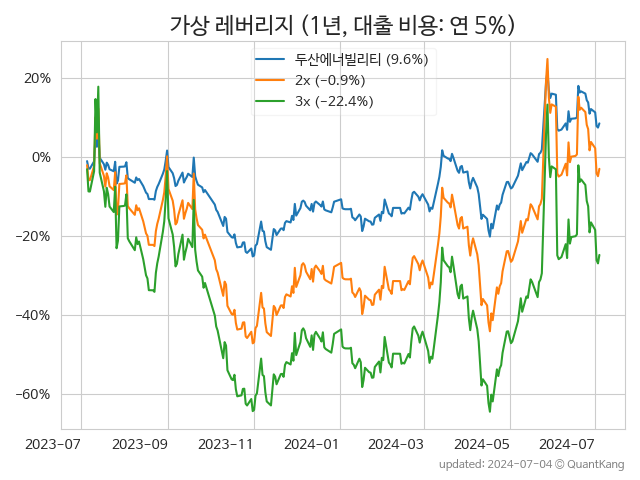 가상 레버리지 (1년, 대출 비용: 연 5%)
두산에너빌리티 (9.6%)
2x (−0.9%)
3x (−22.4%)
20%
0%
−20%
−40%
−60%
2023-07 2023-09 2023-11 2024-01 2024-03 2024-05 2024-07
updated: 2024-07-04 © QuantKang